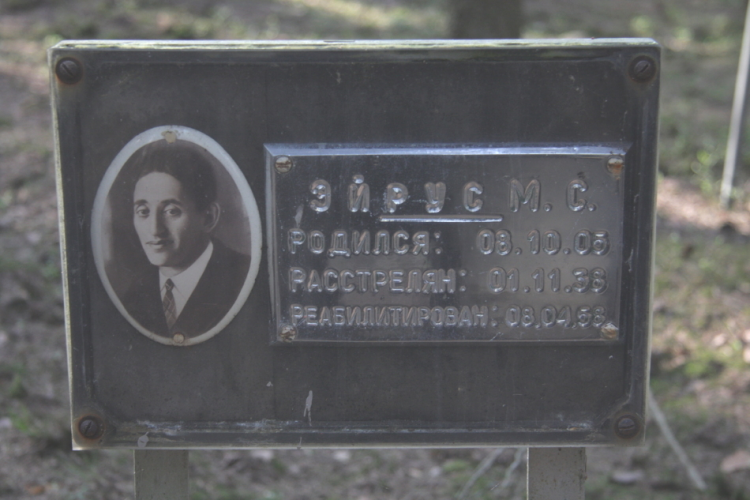 ЭЙРУС М. С.
РОДИЛСЯ: 08.10.05
РАССТРЕЛЯН: 01.11.38
РЕАБИЛИТИРОВАН: 08.04.58